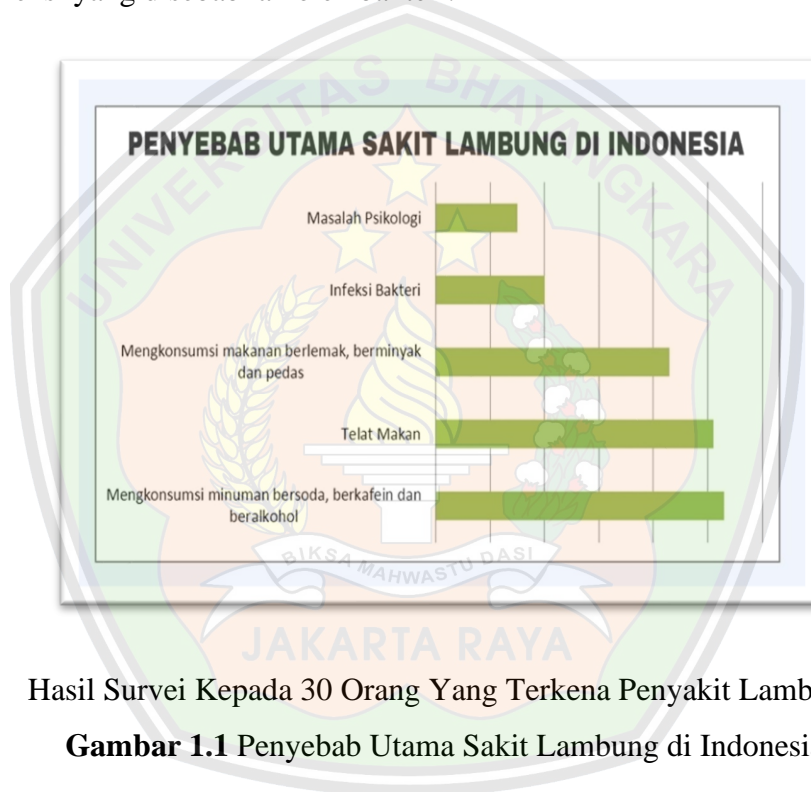 PENYEBAB UTAMA SAKIT LAMBUNG DI INDONESIA
Masalah Psikologi
Infeksi Bakteri
Mengkonsumsi makanan berlemak, berminyak
dan pedas
Telat Makan
Mengkonsumsi minuman bersoda, berkafein dan
beralkohol
UNIVERSITAS BHAYANGKARA
BIKSA MAHWASTU DASI
JAKARTA RAYA
Hasil Survei Kepada 30 Orang Yang Terkena Penyakit Lamb
Gambar 1.1 Penyebab Utama Sakit Lambung di Indonesi